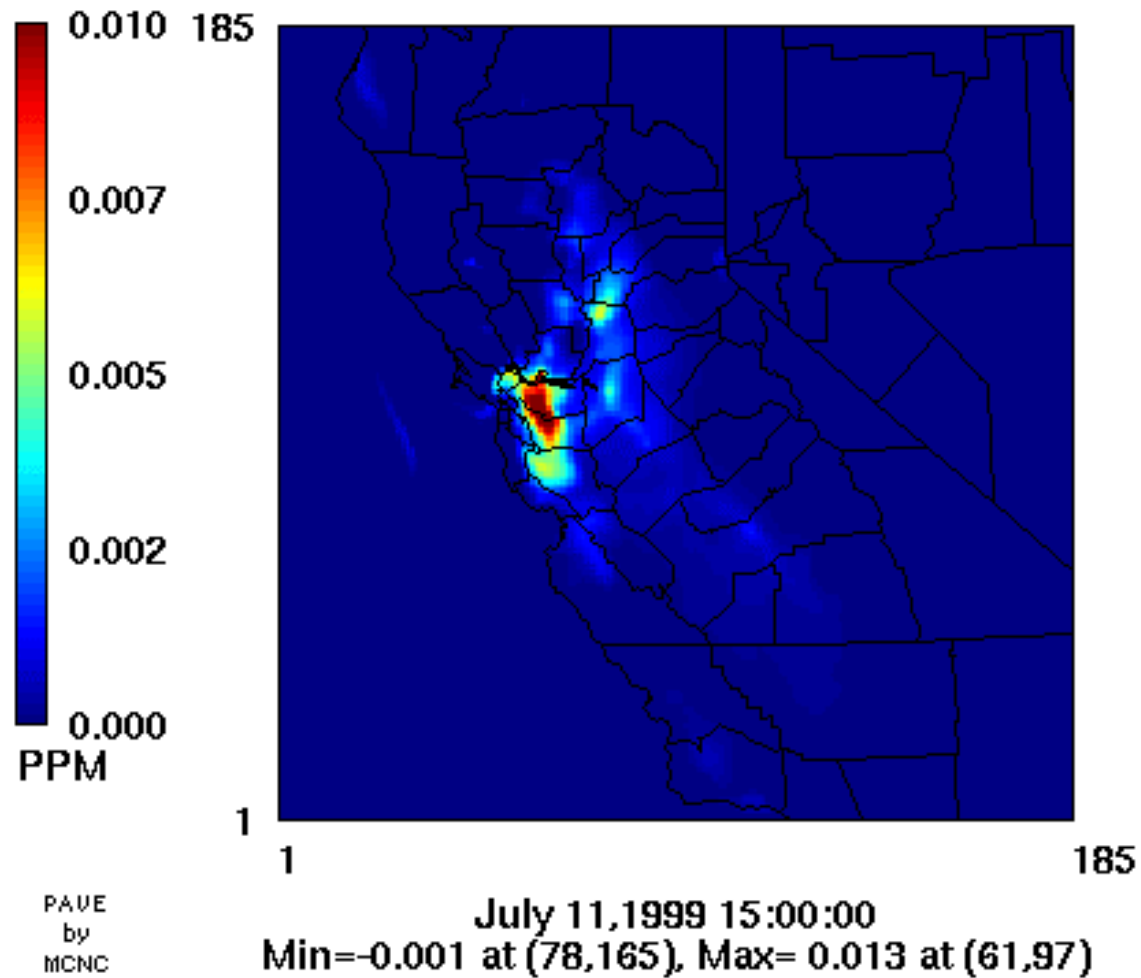 0.010
0.007
0.005
0.002
0.000
PPM
185
1
1
185
PAVE
by
MCNC
July 11,1999 15:00:00
Min=-0.001 at (78,165), Max= 0.013 at (61,97)